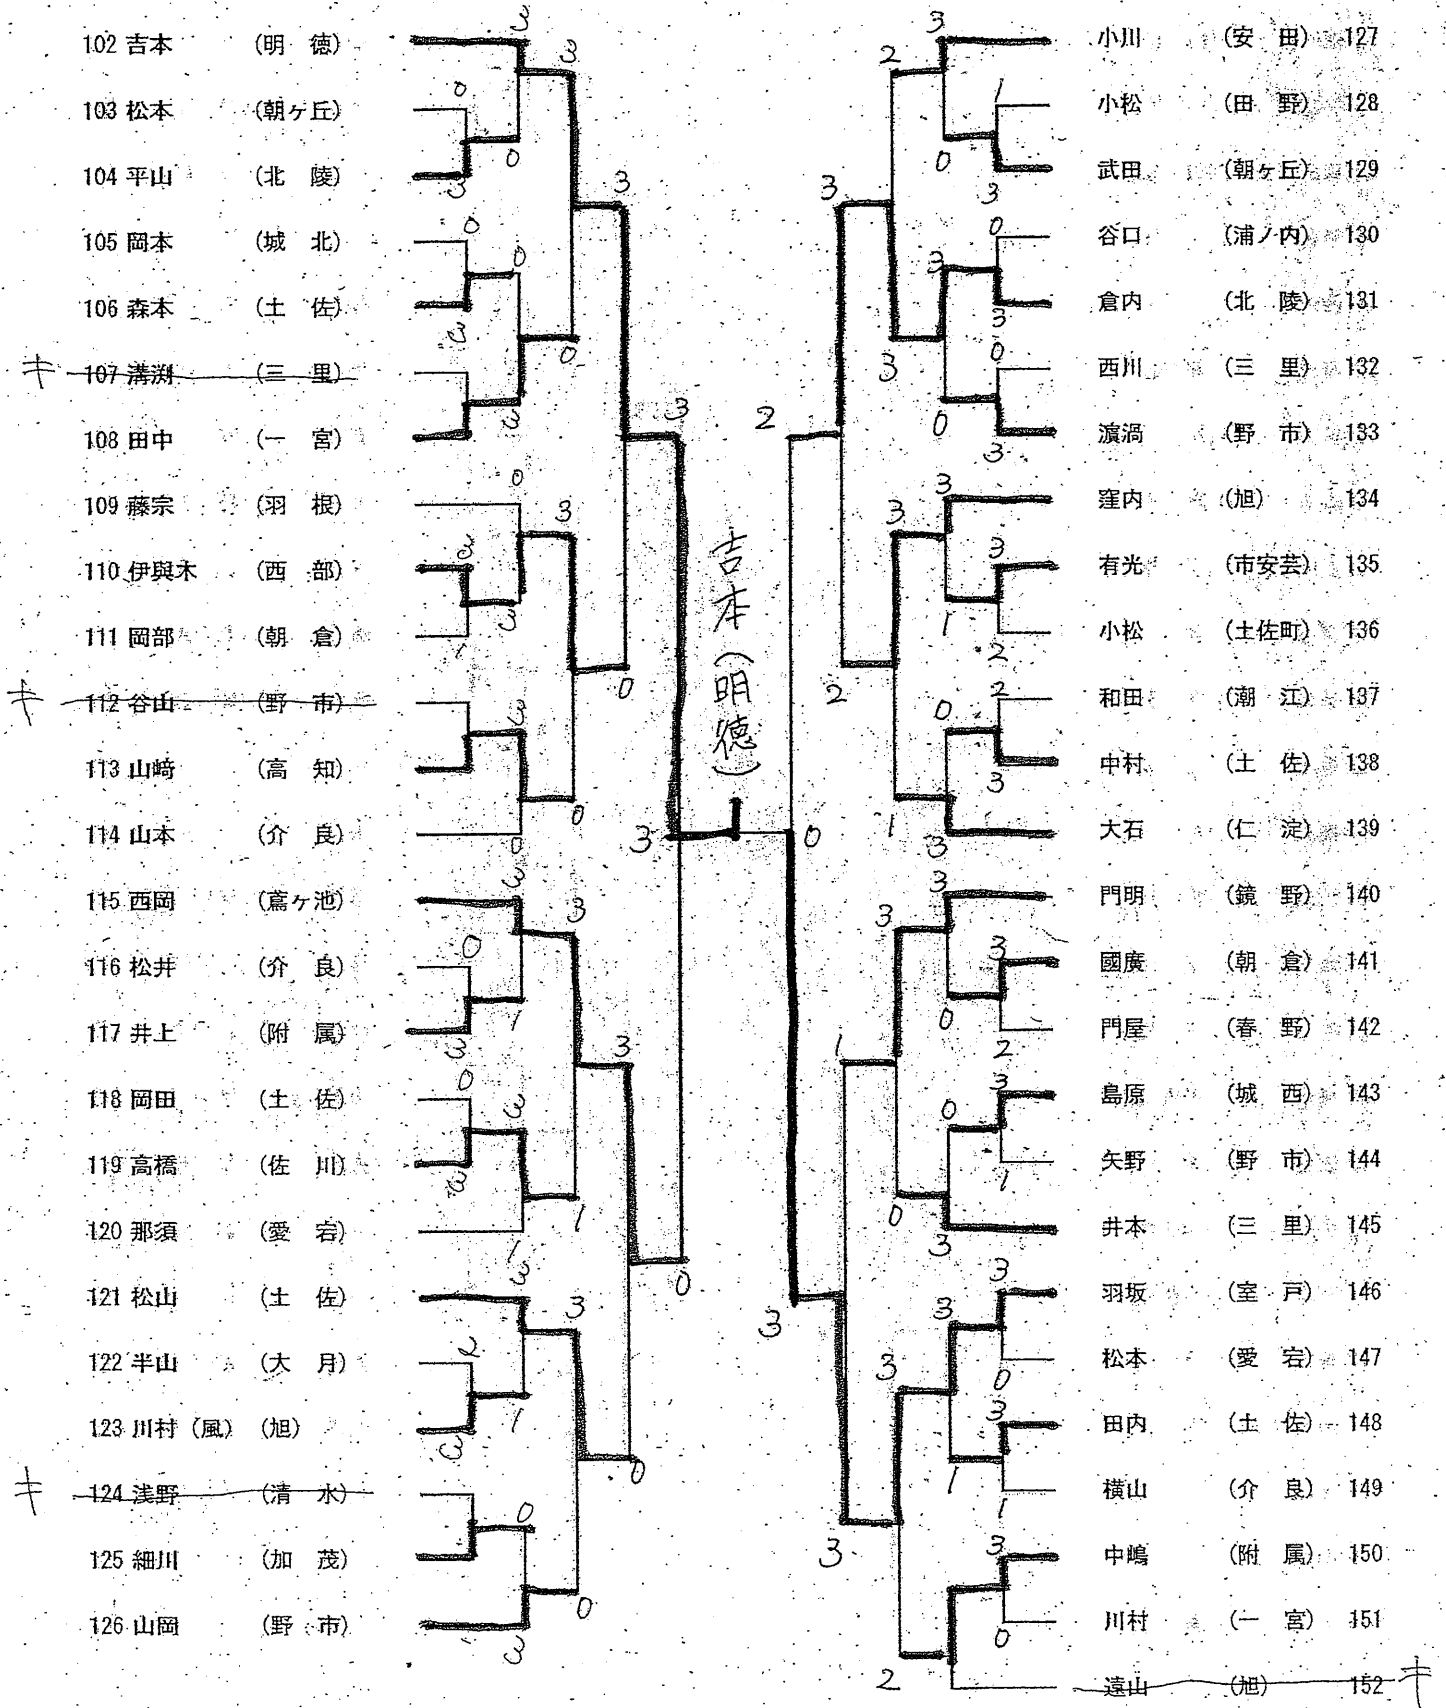 102 吉本 (明 徳)
103 松本 (朝ヶ丘)
104 平山 (北 陵)
105 岡本 (城 北)
106 森本 (土 佐)
キ 107 溝渕 (三 里)
108 田中 (一 宮)
109 藤宗 (羽 根)
110 伊與木 (西 部)
111 岡部 (朝 倉)
キ 112 谷山 (野 市)
113 山崎 (高 知)
114 山本 (介 良)
115 西岡 (鳶ヶ池)
116 松井 (介 良)
117 井上 (附 属)
118 岡田 (土 佐)
119 高橋 (佐 川)
120 那須 (愛 宕)
121 松山 (土 佐)
122 半山 (大 月)
123 川村（風） (旭)
キ 124 浅野 (清 水)
125 細川 (加 茂)
126 山岡 (野 市)
吉本(明徳)
小川 (安 田) 127
小松 (田 野) 128
武田 (朝ヶ丘) 129
谷口 (浦ノ内) 130
倉内 (北 陵) 131
西川 (三 里) 132
濵渦 (野 市) 133
窪内 (旭) 134
有光 (市安芸) 135
小松 (土佐町) 136
和田 (潮 江) 137
中村 (土 佐) 138
大石 (仁 淀) 139
門明 (鏡 野) 140
國廣 (朝 倉) 141
門屋 (春 野) 142
島原 (城 西) 143
矢野 (野 市) 144
井本 (三 里) 145
羽坂 (室 戸) 146
松本 (愛 宕) 147
田内 (土 佐) 148
横山 (介 良) 149
中嶋 (附 属) 150
川村 (一 宮) 151
遠山 (旭) 152 キ